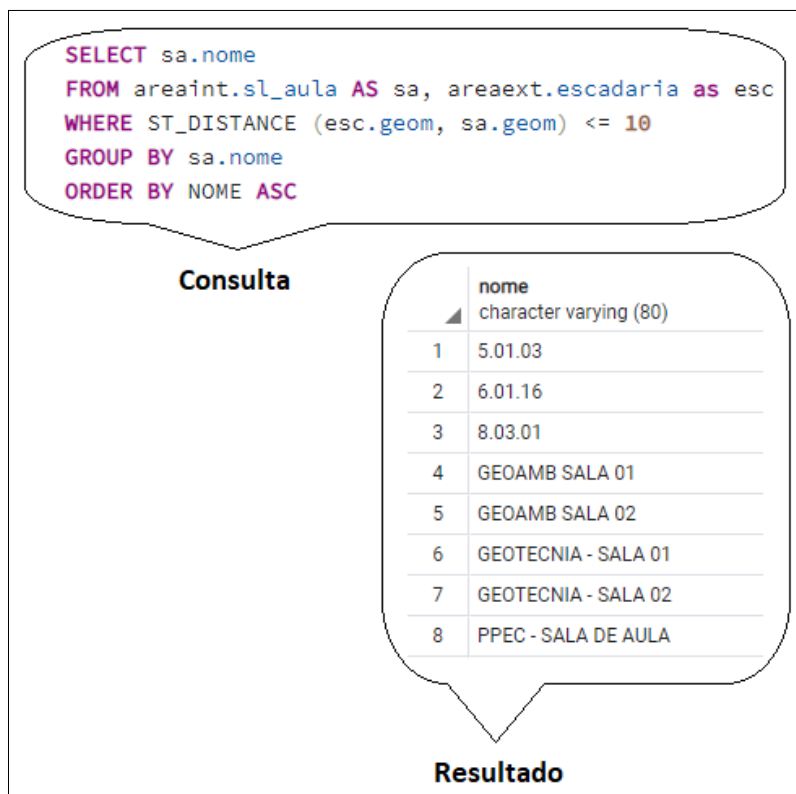 SELECT sa.nome
FROM areaint.sl_aula AS sa, areaext.escadaria as esc
WHERE ST_DISTANCE (esc.geom, sa.geom) <= 10
GROUP BY sa.nome
ORDER BY NOME ASC
Consulta
nome
character varying (80)
1 5.01.03
2 6.01.16
3 8.03.01
4 GEOAMB SALA 01
5 GEOAMB SALA 02
6 GEOTECNIA - SALA 01
7 GEOTECNIA - SALA 02
8 PPEC - SALA DE AULA
Resultado